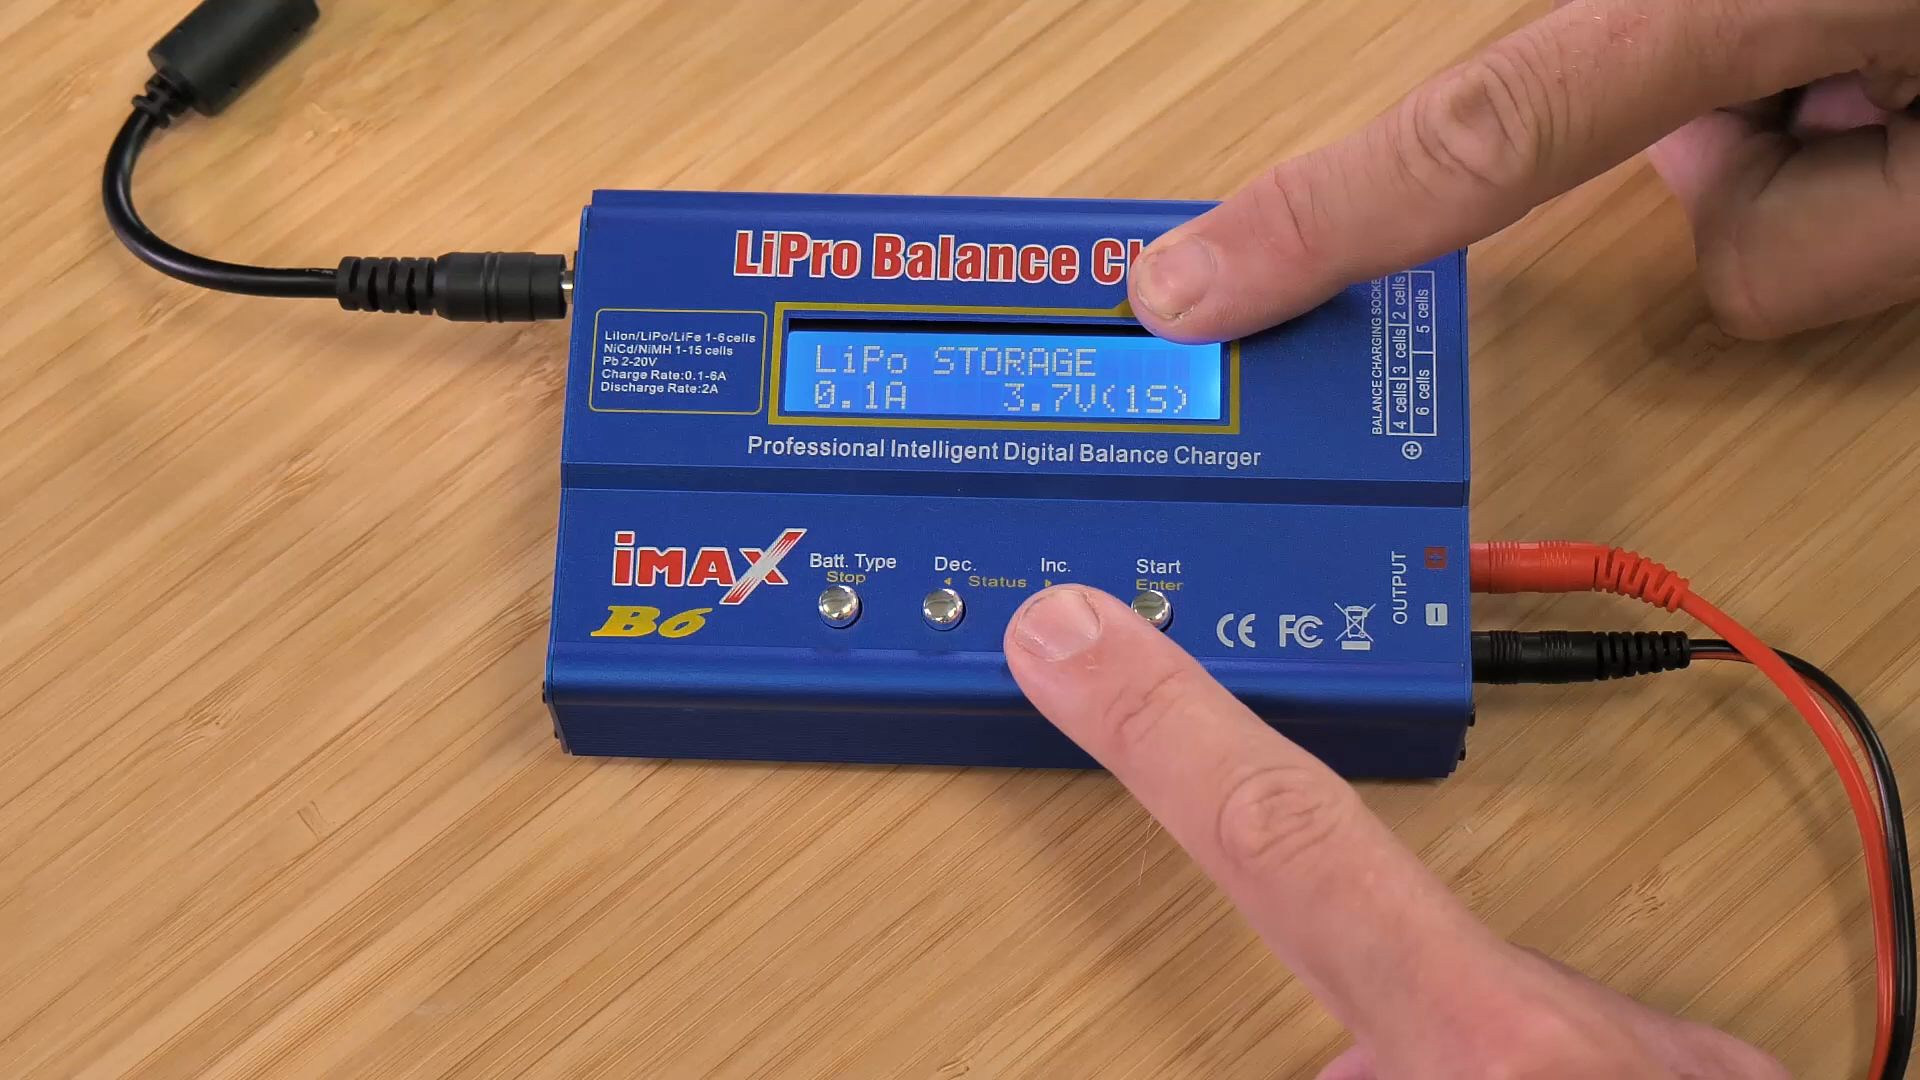 LiPro Balance
LiIon/LiPo/LiFe 1-6cells
NiCd/NiMH 1-15 cells
Pb 2-20V
Charge Rate:0.1-6A
Discharge Rate:2A
LiPo STORAGE
0.1A 3.7V(1S)
Professional Intelligent Digital Balance Charger
BALANCE CHARGING
4 cells 3 cells 2 cells
6 cells 5 cells
iMAX
B6
Batt. Type
Stop
Dec.
Inc.
◄ Status ►
Start
Enter
CE FC
OUTPUT
+
-